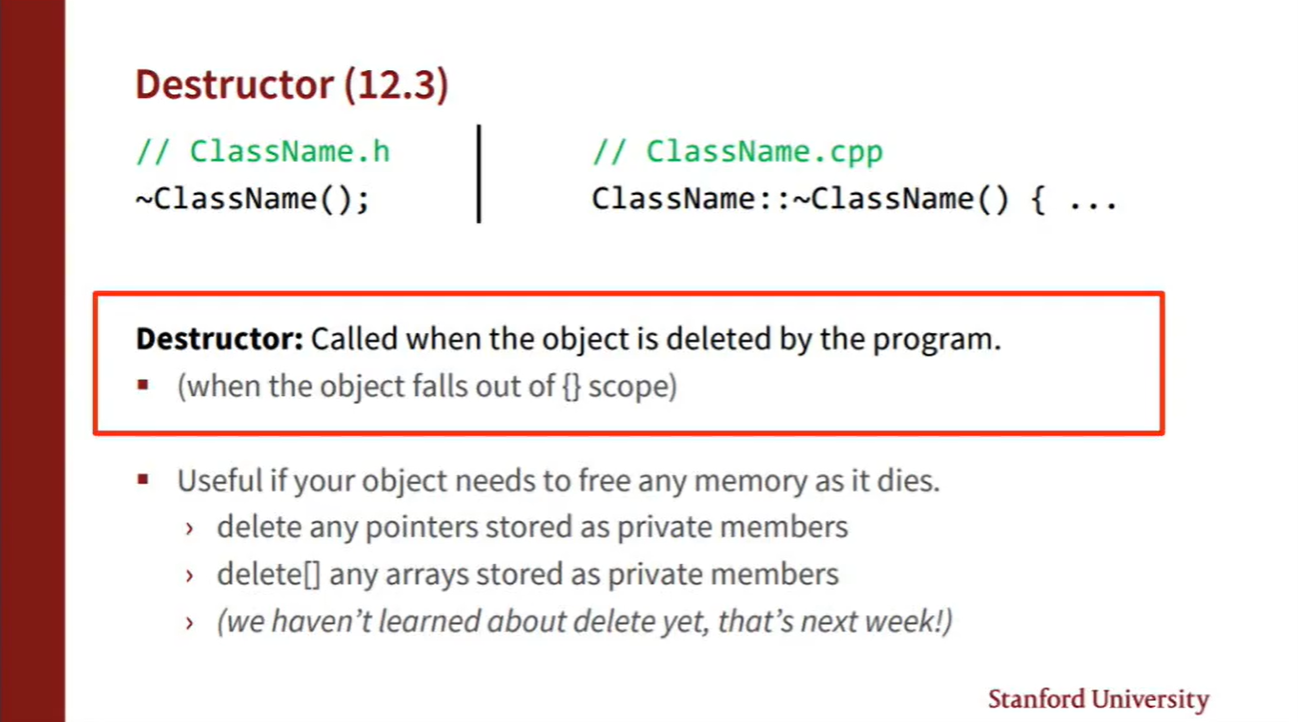 Destructor (12.3)
// ClassName.h
~ClassName();
// ClassName.cpp
ClassName::~ClassName() { ...
Destructor: Called when the object is deleted by the program.
▪ (when the object falls out of {} scope)
▪ Useful if your object needs to free any memory as it dies.
› delete any pointers stored as private members
› delete[] any arrays stored as private members
› (we haven't learned about delete yet, that's next week!)
Stanford University